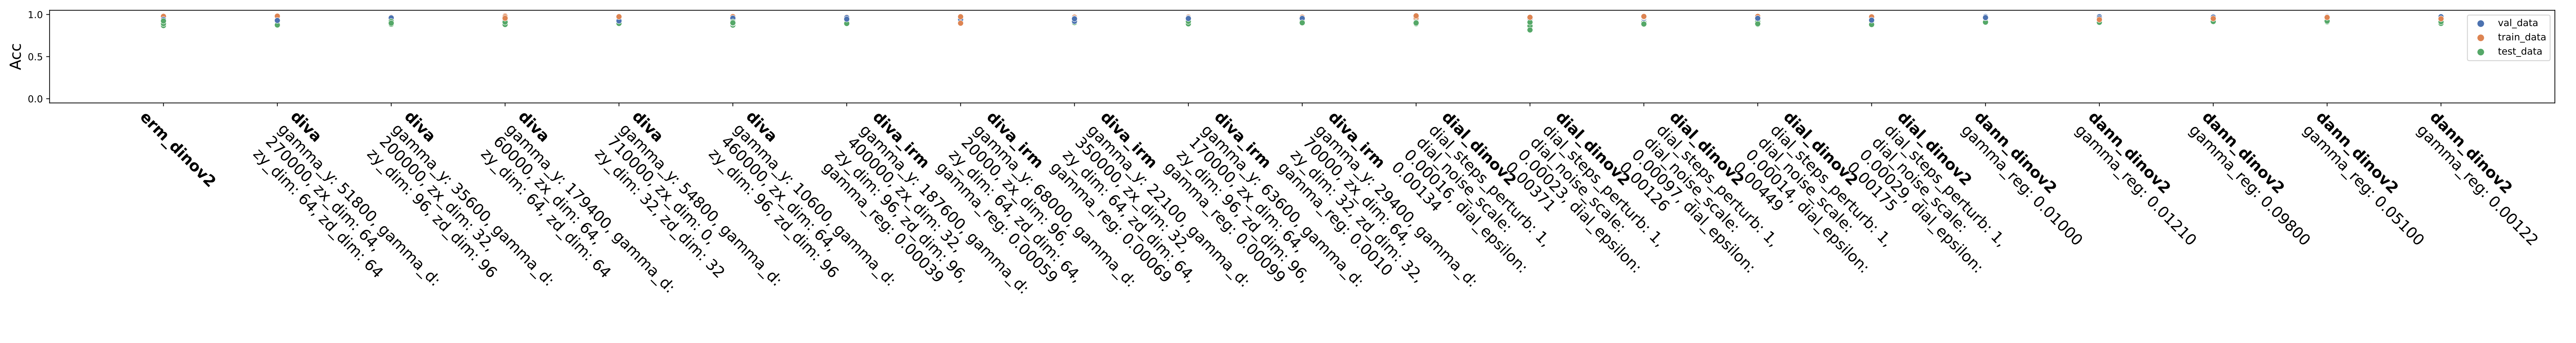 1.0
0.5
0.0
Acc
val_data
train_data
test_data
erm_dinov2
diva
gamma_y: 51800, gamma_d:
270000, zx_dim: 64,
zy_dim: 64, zd_dim: 64
diva
gamma_y: 35600, gamma_d:
200000, zx_dim: 32,
zy_dim: 96, zd_dim: 96
diva
gamma_y: 179400, gamma_d:
60000, zx_dim: 64,
zy_dim: 64, zd_dim: 64
diva
gamma_y: 54800, gamma_d:
710000, zx_dim: 0,
zy_dim: 32, zd_dim: 32
diva
gamma_y: 10600, gamma_d:
460000, zx_dim: 64,
zy_dim: 96, zd_dim: 96
diva_irm
gamma_y: 187600, gamma_d:
400000, zx_dim: 32,
zy_dim: 96, zd_dim: 96,
gamma_reg: 0.00039
diva_irm
gamma_y: 68000, gamma_d:
20000, zx_dim: 96,
zy_dim: 64, zd_dim: 64,
gamma_reg: 0.00059
diva_irm
gamma_y: 22100, gamma_d:
350000, zx_dim: 32,
zy_dim: 64, zd_dim: 64,
gamma_reg: 0.00069
diva_irm
gamma_y: 63600, gamma_d:
170000, zx_dim: 64,
zy_dim: 96, zd_dim: 96,
gamma_reg: 0.00099
diva_irm
gamma_y: 29400, gamma_d:
70000, zx_dim: 64,
zy_dim: 32, zd_dim: 32,
gamma_reg: 0.0010
dial_dinov2
dial_steps_perturb: 1,
dial_noise_scale:
0.00016, dial_epsilon:
0.00134
dial_dinov2
dial_steps_perturb: 1,
dial_noise_scale:
0.00023, dial_epsilon:
0.00371
dial_dinov2
dial_steps_perturb: 1,
dial_noise_scale:
0.00097, dial_epsilon:
0.00126
dial_dinov2
dial_steps_perturb: 1,
dial_noise_scale:
0.00014, dial_epsilon:
0.00449
dial_dinov2
dial_steps_perturb: 1,
dial_noise_scale:
0.00029, dial_epsilon:
0.00175
dann_dinov2
gamma_reg: 0.01000
dann_dinov2
gamma_reg: 0.01210
dann_dinov2
gamma_reg: 0.09800
dann_dinov2
gamma_reg: 0.05100
dann_dinov2
gamma_reg: 0.00122